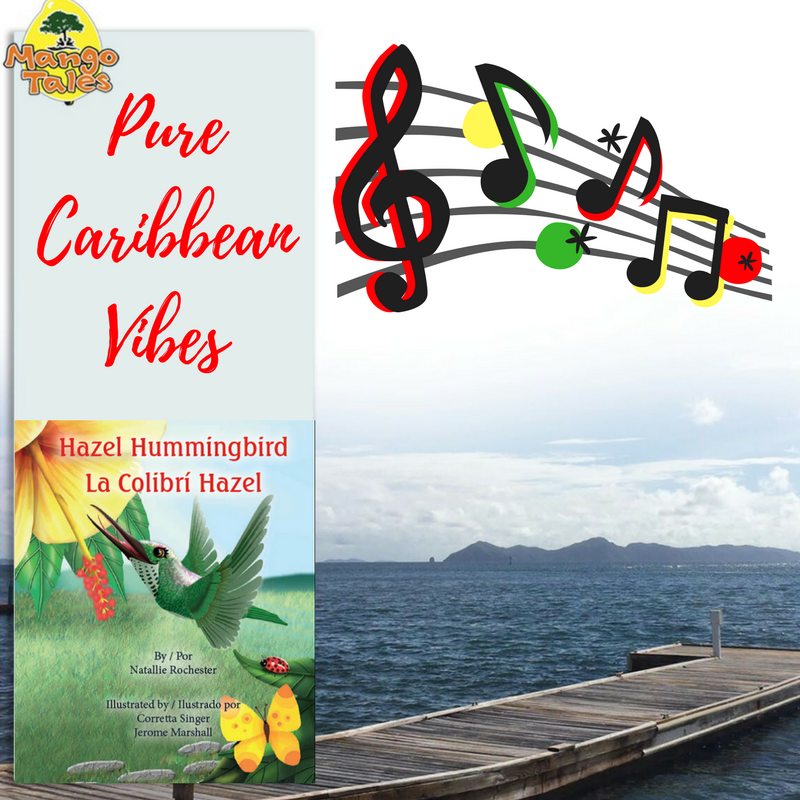 Mango
Tales
Pure
Caribbean
Vibes
Hazel Hummingbird
La Colibrí Hazel
By / Por
Natallie Rochester
Illustrated by / Ilustrado por
Corretta Singer
Jerome Marshall